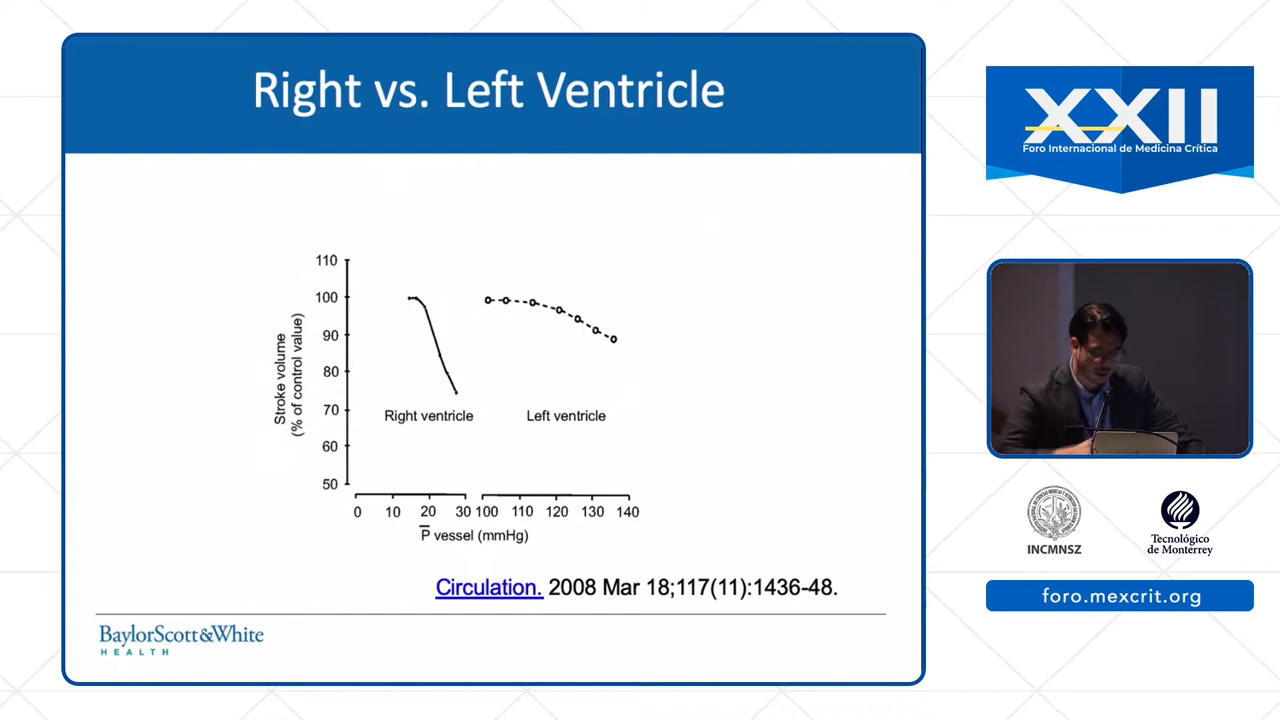 Right vs. Left Ventricle
110
100
90
80
70
60
50
Stroke volume
(% of control value)
Right ventricle
Left ventricle
0 10 20 30 100 110 120 130 140
P vessel (mmHg)
Circulation. 2008 Mar 18;117(11):1436-48.
BaylorScott&White
HEALTH
XXII
Foro Internacional de Medicina Crítica
INCMNSZ
Tecnológico
de Monterrey
foro.mexcrit.org